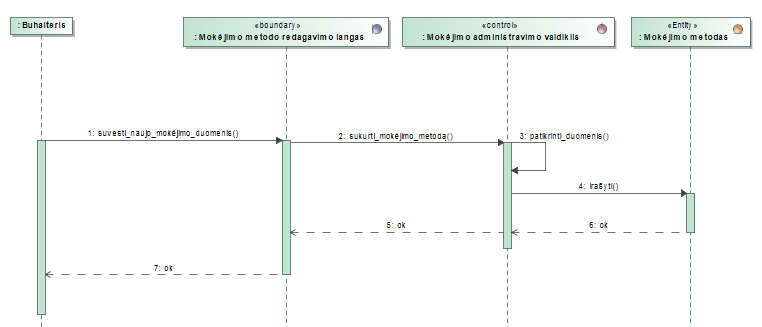 : Buhalteris
«boundary»
: Mokėjimo metodo redagavimo langas
«control»
: Mokėjimo administravimo valdiklis
«Entity»
: Mokėjimo metodas
1: suvesti_naujo_mokėjimo_duomenis()
2: sukurti_mokėjimo_metodą()
3: patikrinti_duomenis()
4: įrašyti()
5: ok
6: ok
7: ok